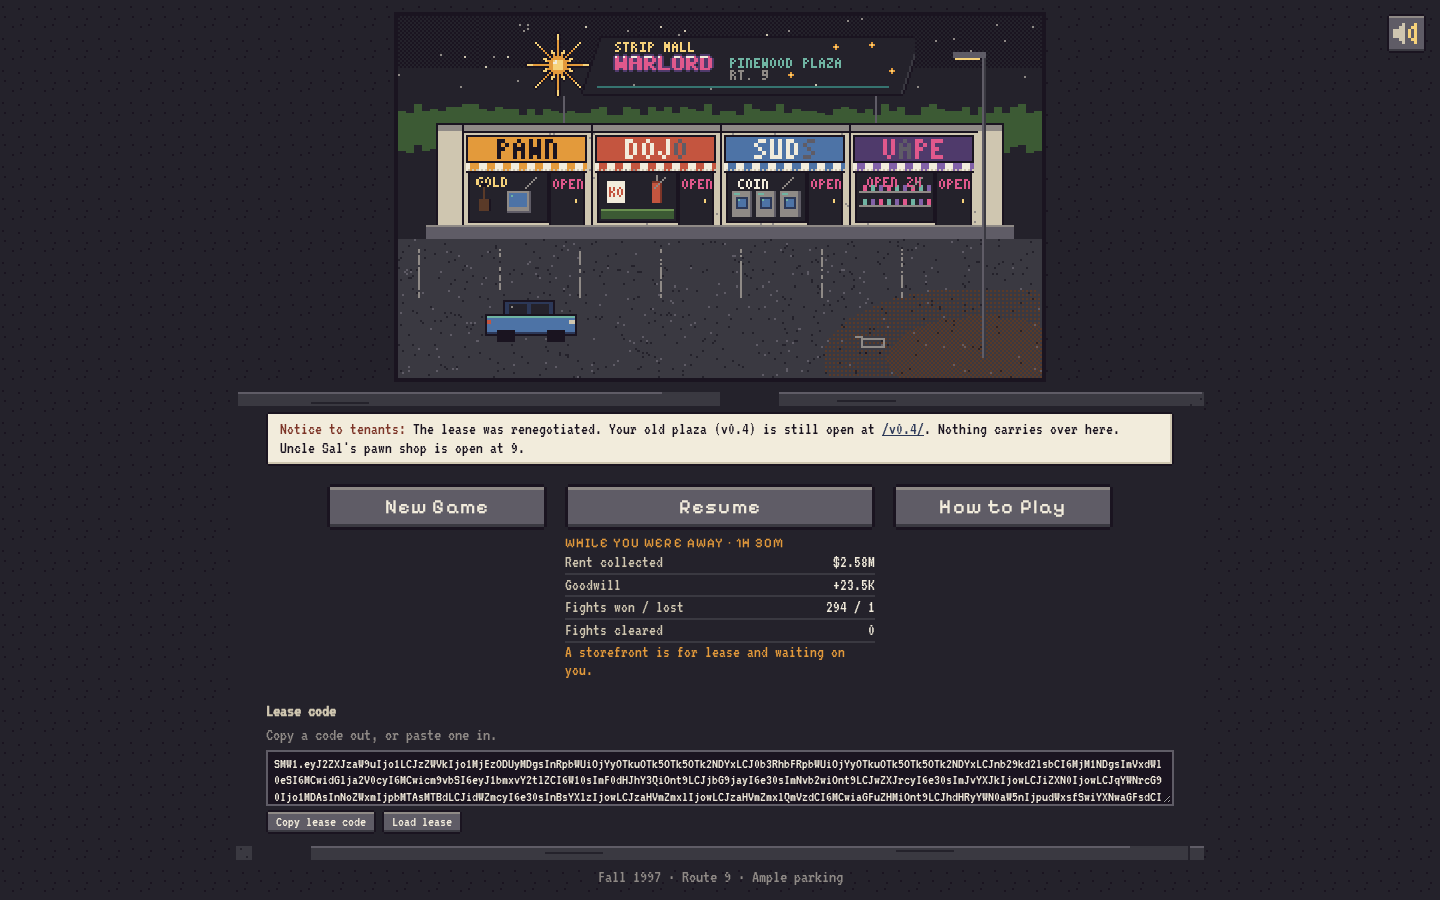 STRIP MALL
WARLORD
PINEWOOD PLAZA
RT. 9
PAWN
DOJO
SUDS
VAPE
GOLD
OPEN
KO
OPEN
COIN
OPEN
OPEN 24
OPEN
Notice to tenants: The lease was renegotiated. Your old plaza (v0.4) is still open at /v0.4/. Nothing carries over here.
Uncle Sal's pawn shop is open at 9.
New Game
Resume
How to Play
WHILE YOU WERE AWAY · 1H 30M
Rent collected $2.58M
Goodwill +23.5K
Fights won / lost 294 / 1
Fights cleared 0
A storefront is for lease and waiting on
you.
Lease code
Copy a code out, or paste one in.
Copy lease code
Load lease
Fall 1997 · Route 9 · Ample parking